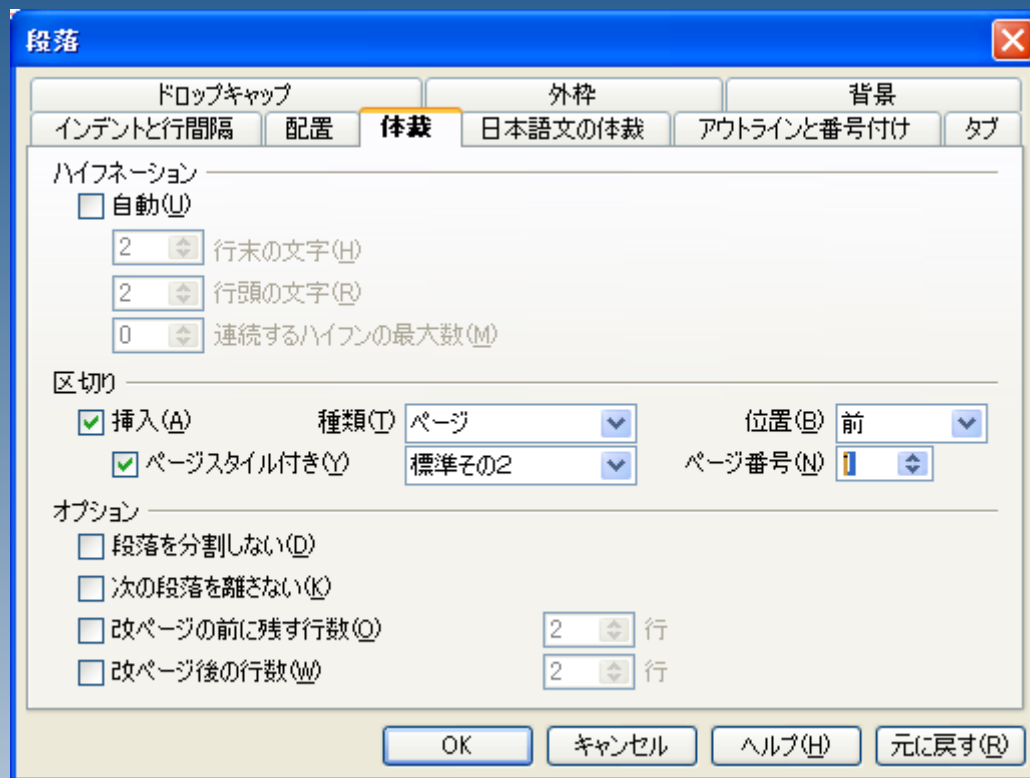 段落
ドロップキャップ 外枠 背景
インデントと行間隔 配置 体裁 日本語文の体裁 アウトラインと番号付け タブ
ハイフネーション
自動(U)
2 行末の文字(H)
2 行頭の文字(R)
0 連続するハイフンの最大数(M)
区切り
挿入(A) 種類(T) ページ 位置(B) 前
ページスタイル付き(Y) 標準その2 ページ番号(N) 1
オプション
段落を分割しない(D)
次の段落を離さない(K)
改ページの前に残す行数(O) 2 行
改ページ後の行数(W) 2 行
OK キャンセル ヘルプ(H) 元に戻す(R)